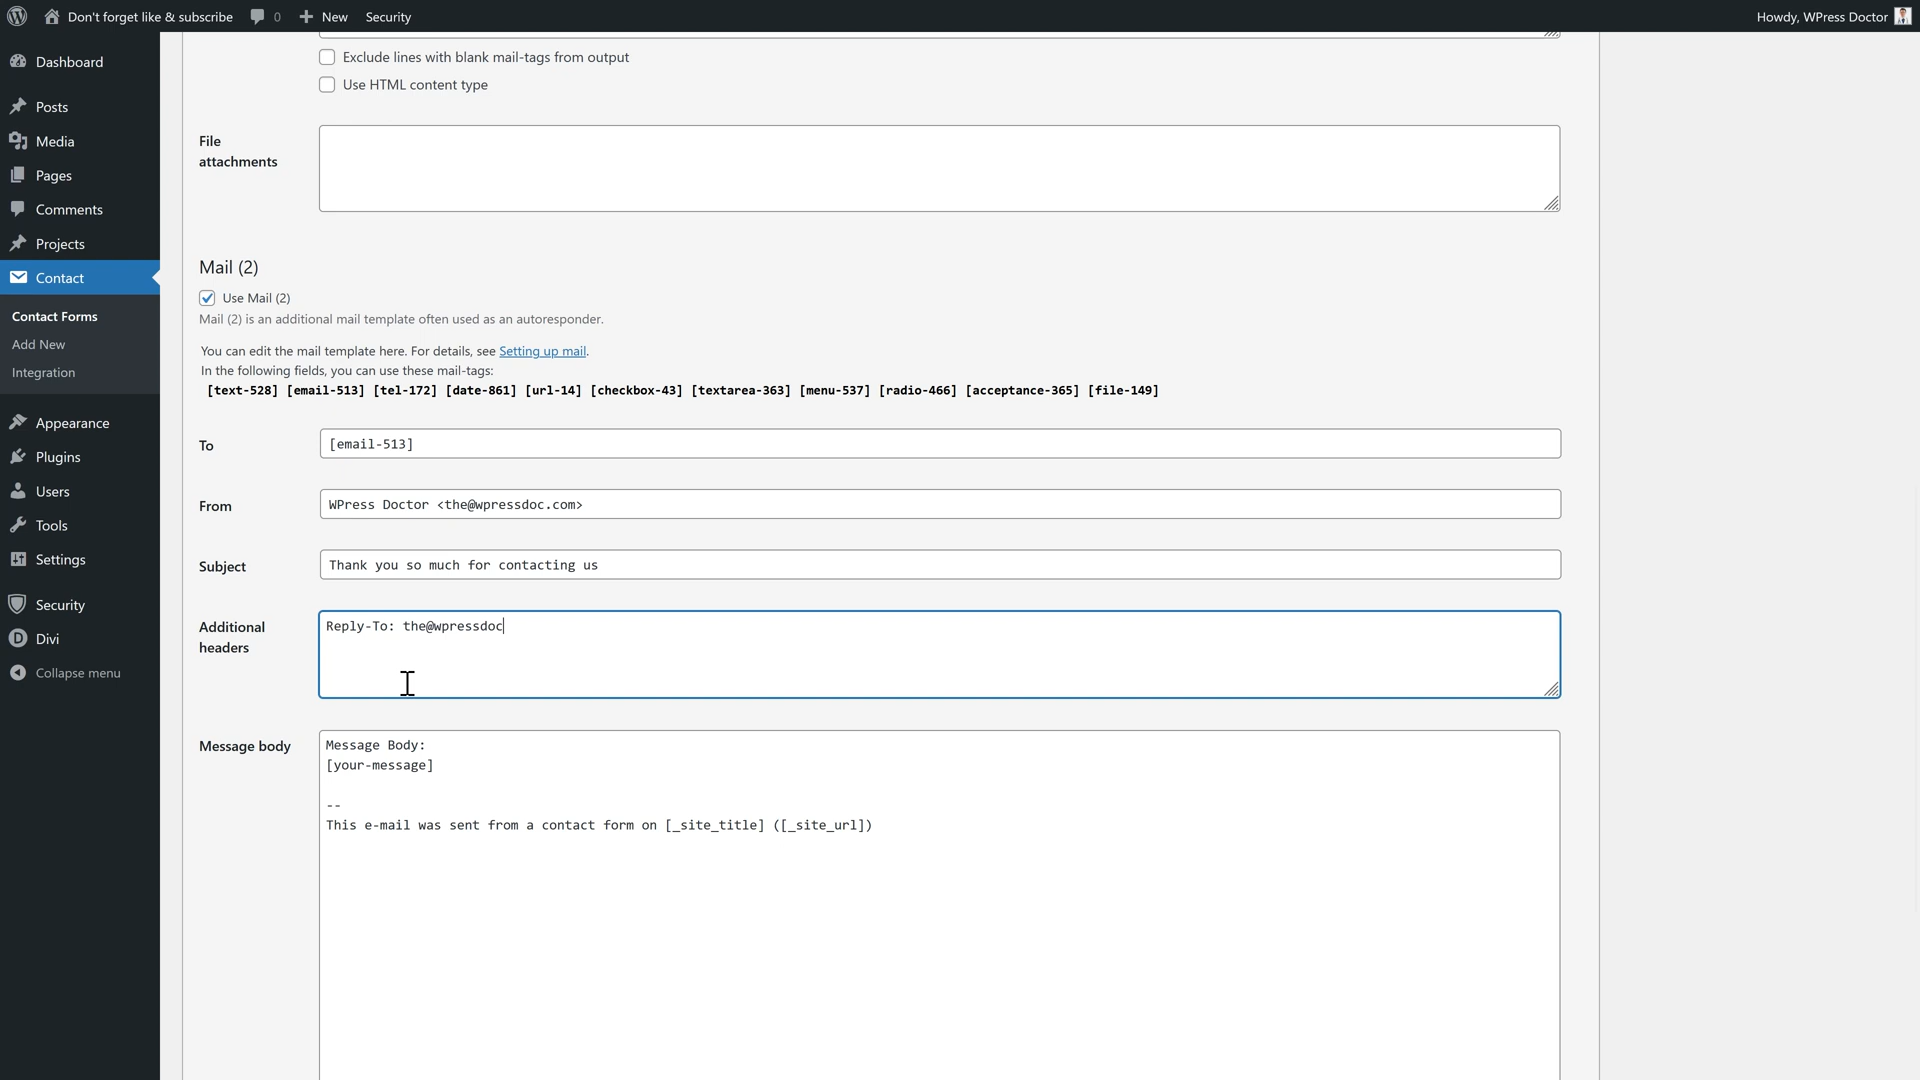 Don't forget like & subscribe 0 New Security Howdy, WPress Doctor
Dashboard
Posts
Media
Pages
Comments
Projects
Contact
Contact Forms
Add New
Integration
Appearance
Plugins
Users
Tools
Settings
Security
Divi
Collapse menu
Exclude lines with blank mail-tags from output
Use HTML content type
File
attachments
Mail (2)
Use Mail (2)
Mail (2) is an additional mail template often used as an autoresponder.
You can edit the mail template here. For details, see Setting up mail.
In the following fields, you can use these mail-tags:
[text-528] [email-513] [tel-172] [date-861] [url-14] [checkbox-43] [textarea-363] [menu-537] [radio-466] [acceptance-365] [file-149]
To [email-513]
From WPress Doctor <the@wpressdoc.com>
Subject Thank you so much for contacting us
Additional
headers
Reply-To: the@wpressdoc
Message body
Message Body:
[your-message]
--
This e-mail was sent from a contact form on [_site_title] ([_site_url])